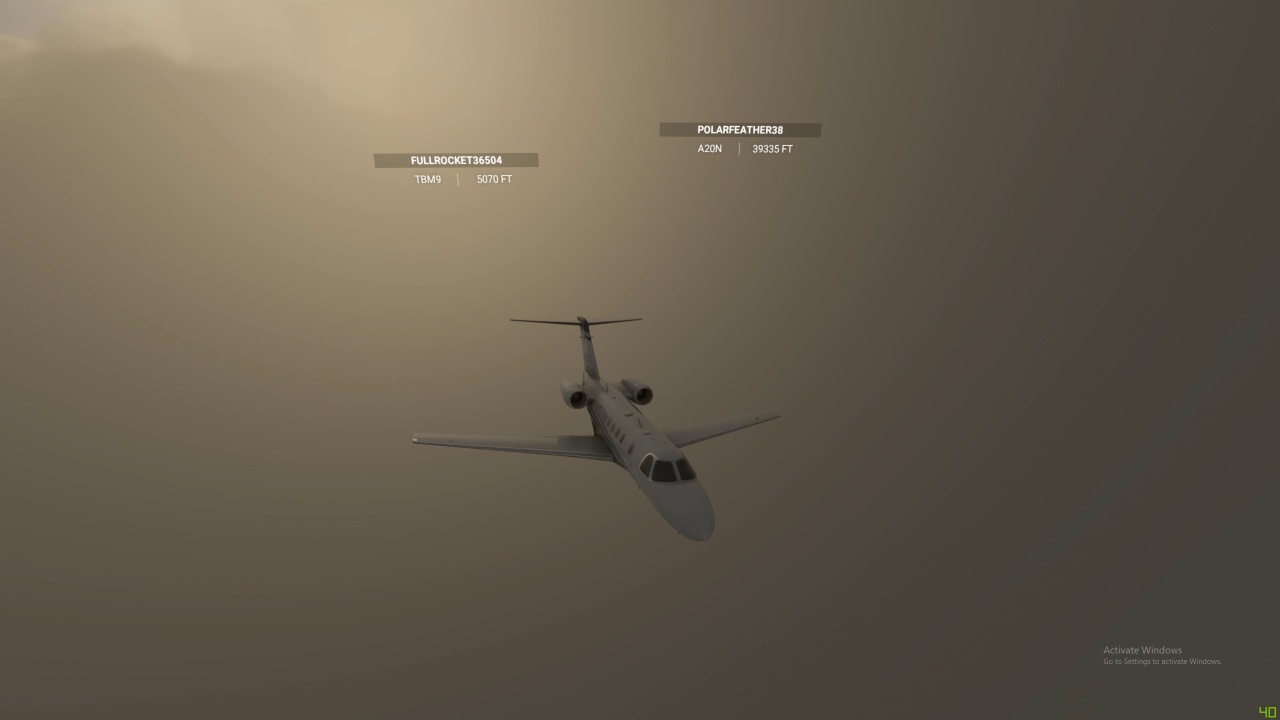 POLARFEATHER38
A20N | 39335 FT
FULLROCKET36504
TBM9 | 5070 FT
Activate Windows
Go to Settings to activate Windows.
40